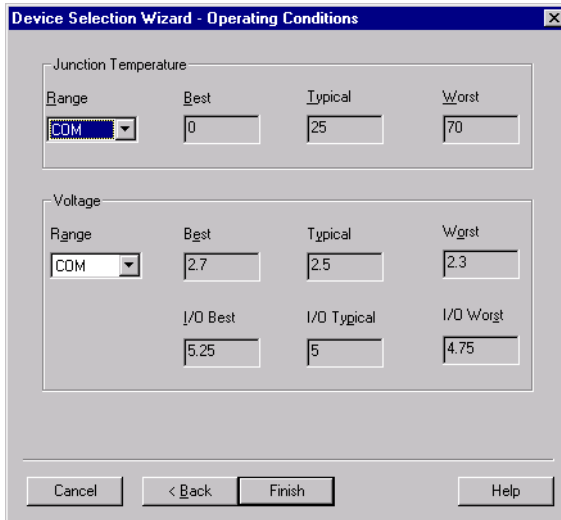 Device Selection Wizard - Operating Conditions
Junction Temperature
Range Best Typical Worst
COM 0 25 70
Voltage
Range Best Typical Worst
COM 2.7 2.5 2.3
I/O Best I/O Typical I/O Worst
5.25 5 4.75
Cancel < Back Finish Help